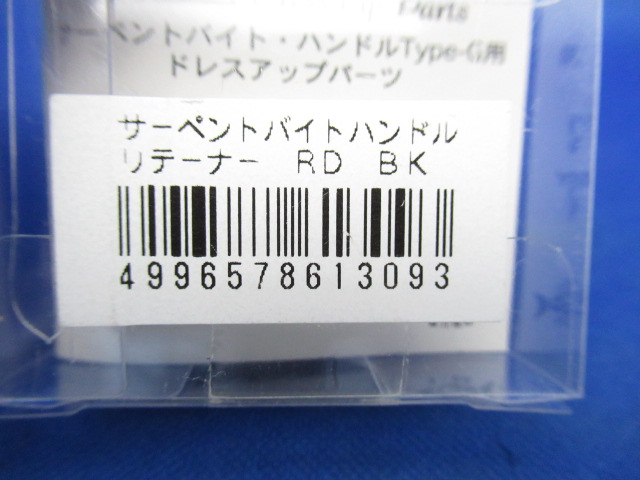 Parts
ーペントバイト・ハンドルType-G用
ドレスアップパーツ
サーペントバイトハンドル
リテーナー RD BK
4996578613093